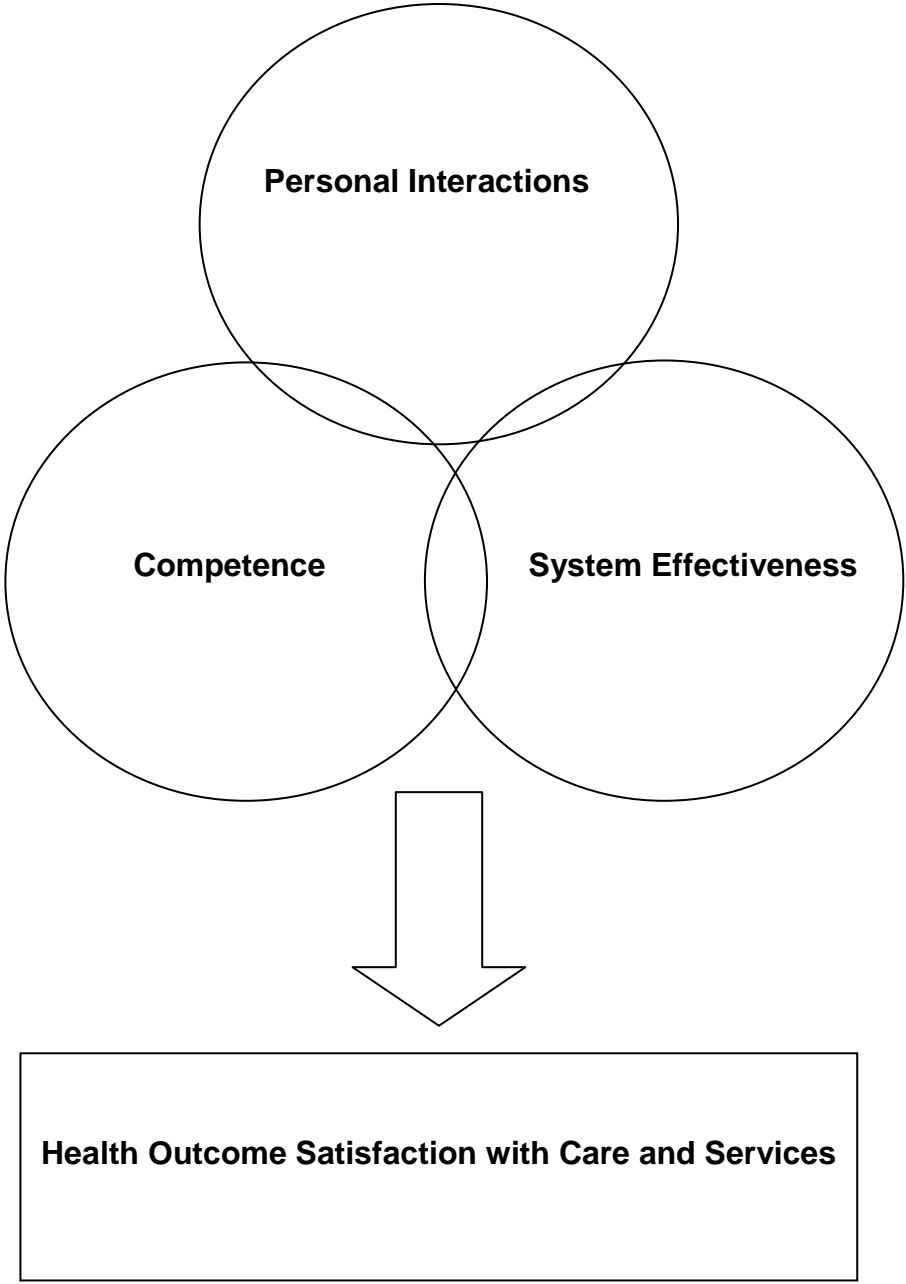 Personal Interactions
Competence
System Effectiveness
Health Outcome Satisfaction with Care and Services